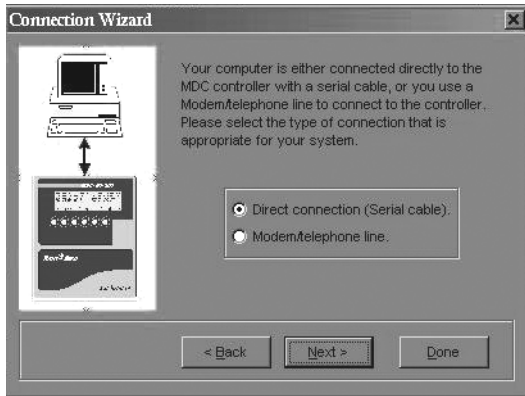 Connection Wizard
Your computer is either connected directly to the
MDC controller with a serial cable, or you use a
Modem/telephone line to connect to the controller.
Please select the type of connection that is
appropriate for your system.
Direct connection (Serial cable).
Modem/telephone line.
< Back
Next >
Done